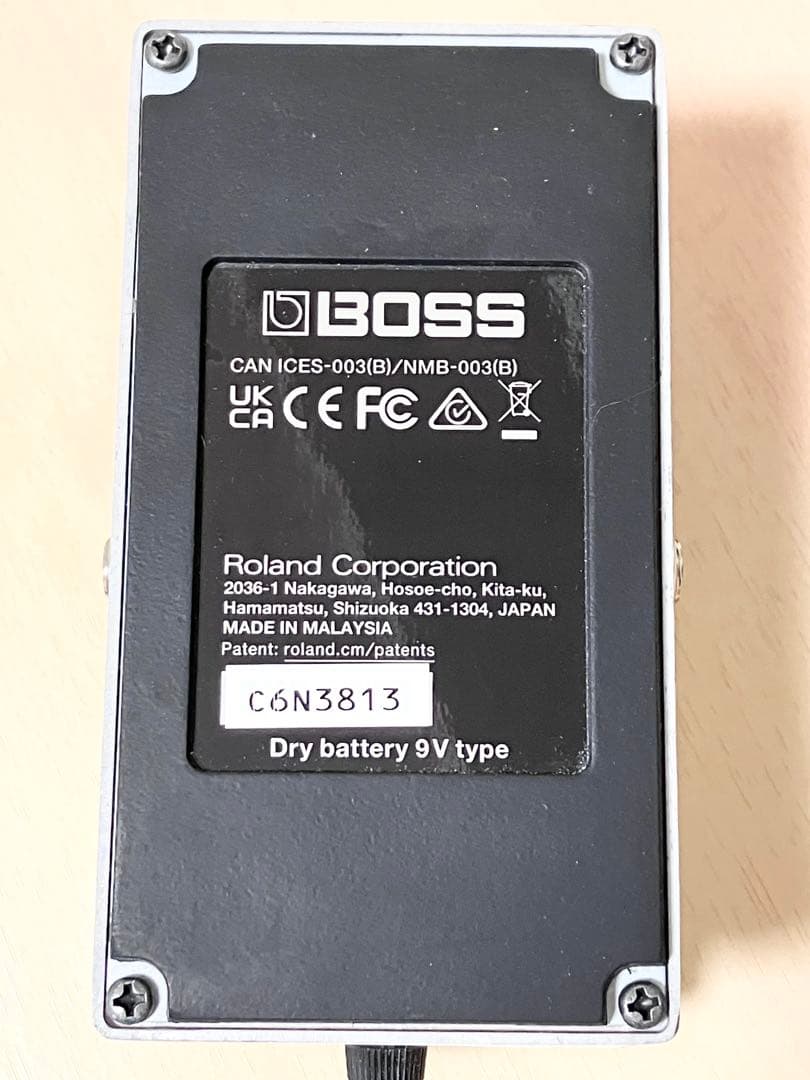 BOSS
CAN ICES-003(B)/NMB-003(B)
UK CA CE FC
Roland Corporation
2036-1 Nakagawa, Hosoe-cho, Kita-ku,
Hamamatsu, Shizuoka 431-1304, JAPAN
MADE IN MALAYSIA
Patent: roland.cm/patents
C6N3813
Dry battery 9V type